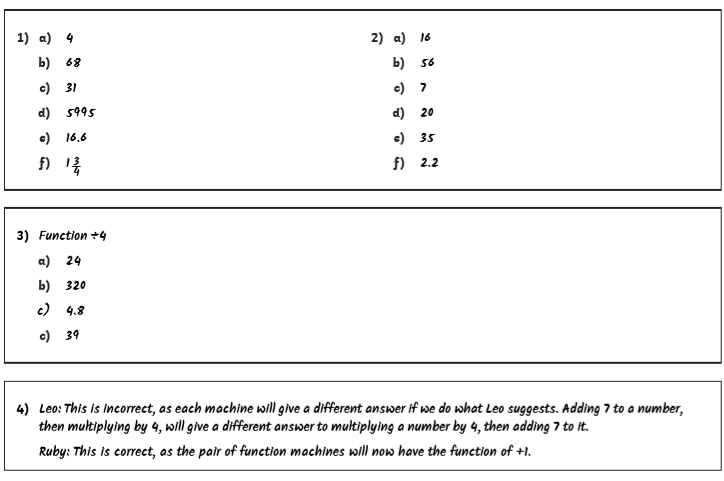 1) a) 4
b) 68
c) 31
d) 5995
e) 16.6
f) 1 3/4
2) a) 16
b) 56
c) 7
d) 20
e) 35
f) 2.2
3) Function ÷4
a) 24
b) 320
c) 4.8
c) 39
4) Leo: This is incorrect, as each machine will give a different answer if we do what Leo suggests. Adding 7 to a number,
then multiplying by 4, will give a different answer to multiplying a number by 4, then adding 7 to it.
Ruby: This is correct, as the pair of function machines will now have the function of +1.